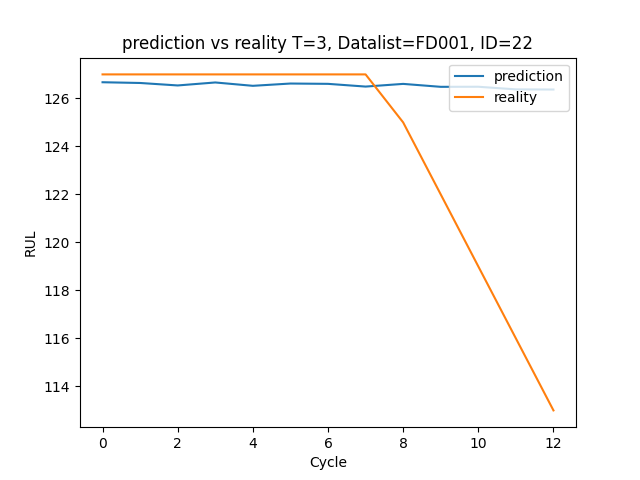 prediction vs reality T=3, Datalist=FD001, ID=22
prediction
reality
126
124
122
120
118
116
114
RUL
0 2 4 6 8 10 12
Cycle